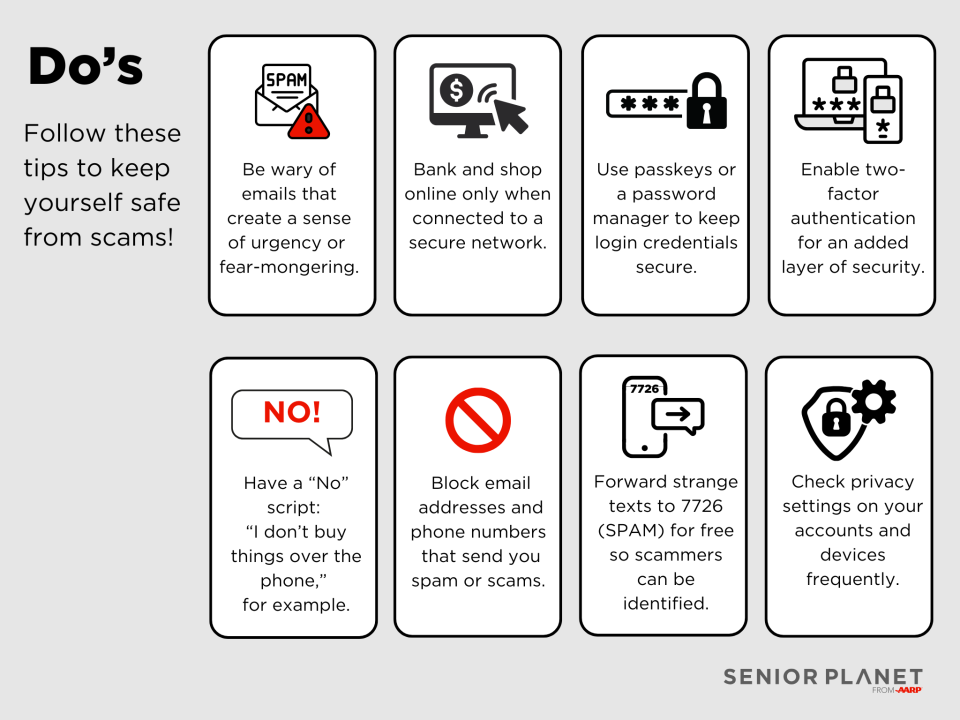 Do’s
Follow these
tips to keep
yourself safe
from scams!
SPAM
Be wary of
emails that
create a sense
of urgency or
fear-mongering.
$
Bank and shop
online only when
connected to a
secure network.
***
Use passkeys or
a password
manager to keep
login credentials
secure.
***
*
Enable two-
factor
authentication
for an added
layer of security.
NO!
Have a “No”
script:
“I don’t buy
things over the
phone,”
for example.
Block email
addresses and
phone numbers
that send you
spam or scams.
7726
Forward strange
texts to 7726
(SPAM) for free
so scammers
can be
identified.
Check privacy
settings on your
accounts and
devices
frequently.
SENIOR PLANET
FROM AARP